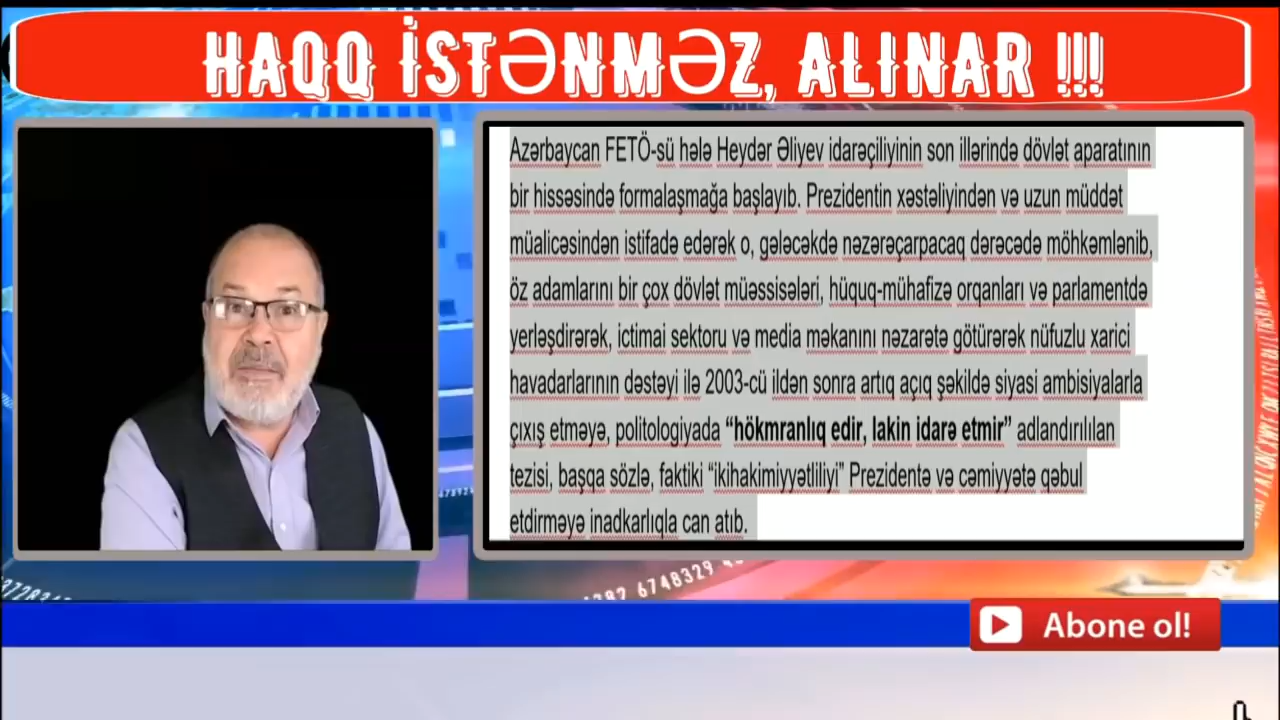 HAQQ İSTƏNMƏZ, ALINAR !!!
Azərbaycan FETÖ-sü hələ Heydər Əliyev idarəçiliyinin son illərində dövlət aparatının
bir hissəsində formalaşmağa başlayıb. Prezidentin xəstəliyindən və uzun müddət
müalicəsindən istifadə edərək o, gələcəkdə nəzərəçarpacaq dərəcədə möhkəmlənib,
öz adamlarını bir çox dövlət müəssisələri, hüquq-mühafizə orqanları və parlamentdə
yerləşdirərək, ictimai sektoru və media məkanını nəzarətə götürərək nüfuzlu xarici
havadarlarının dəstəyi ilə 2003-cü ildən sonra artıq açıq şəkildə siyasi ambisiyalarla
çıxış etməyə, politologiyada “hökmranlıq edir, lakin idarə etmir” adlandırılılan
tezisi, başqa sözlə, faktiki “ikihakimiyyətliliyi” Prezidentə və cəmiyyətə qəbul
etdirməyə inadkarlıqla can atıb.
Abone ol!